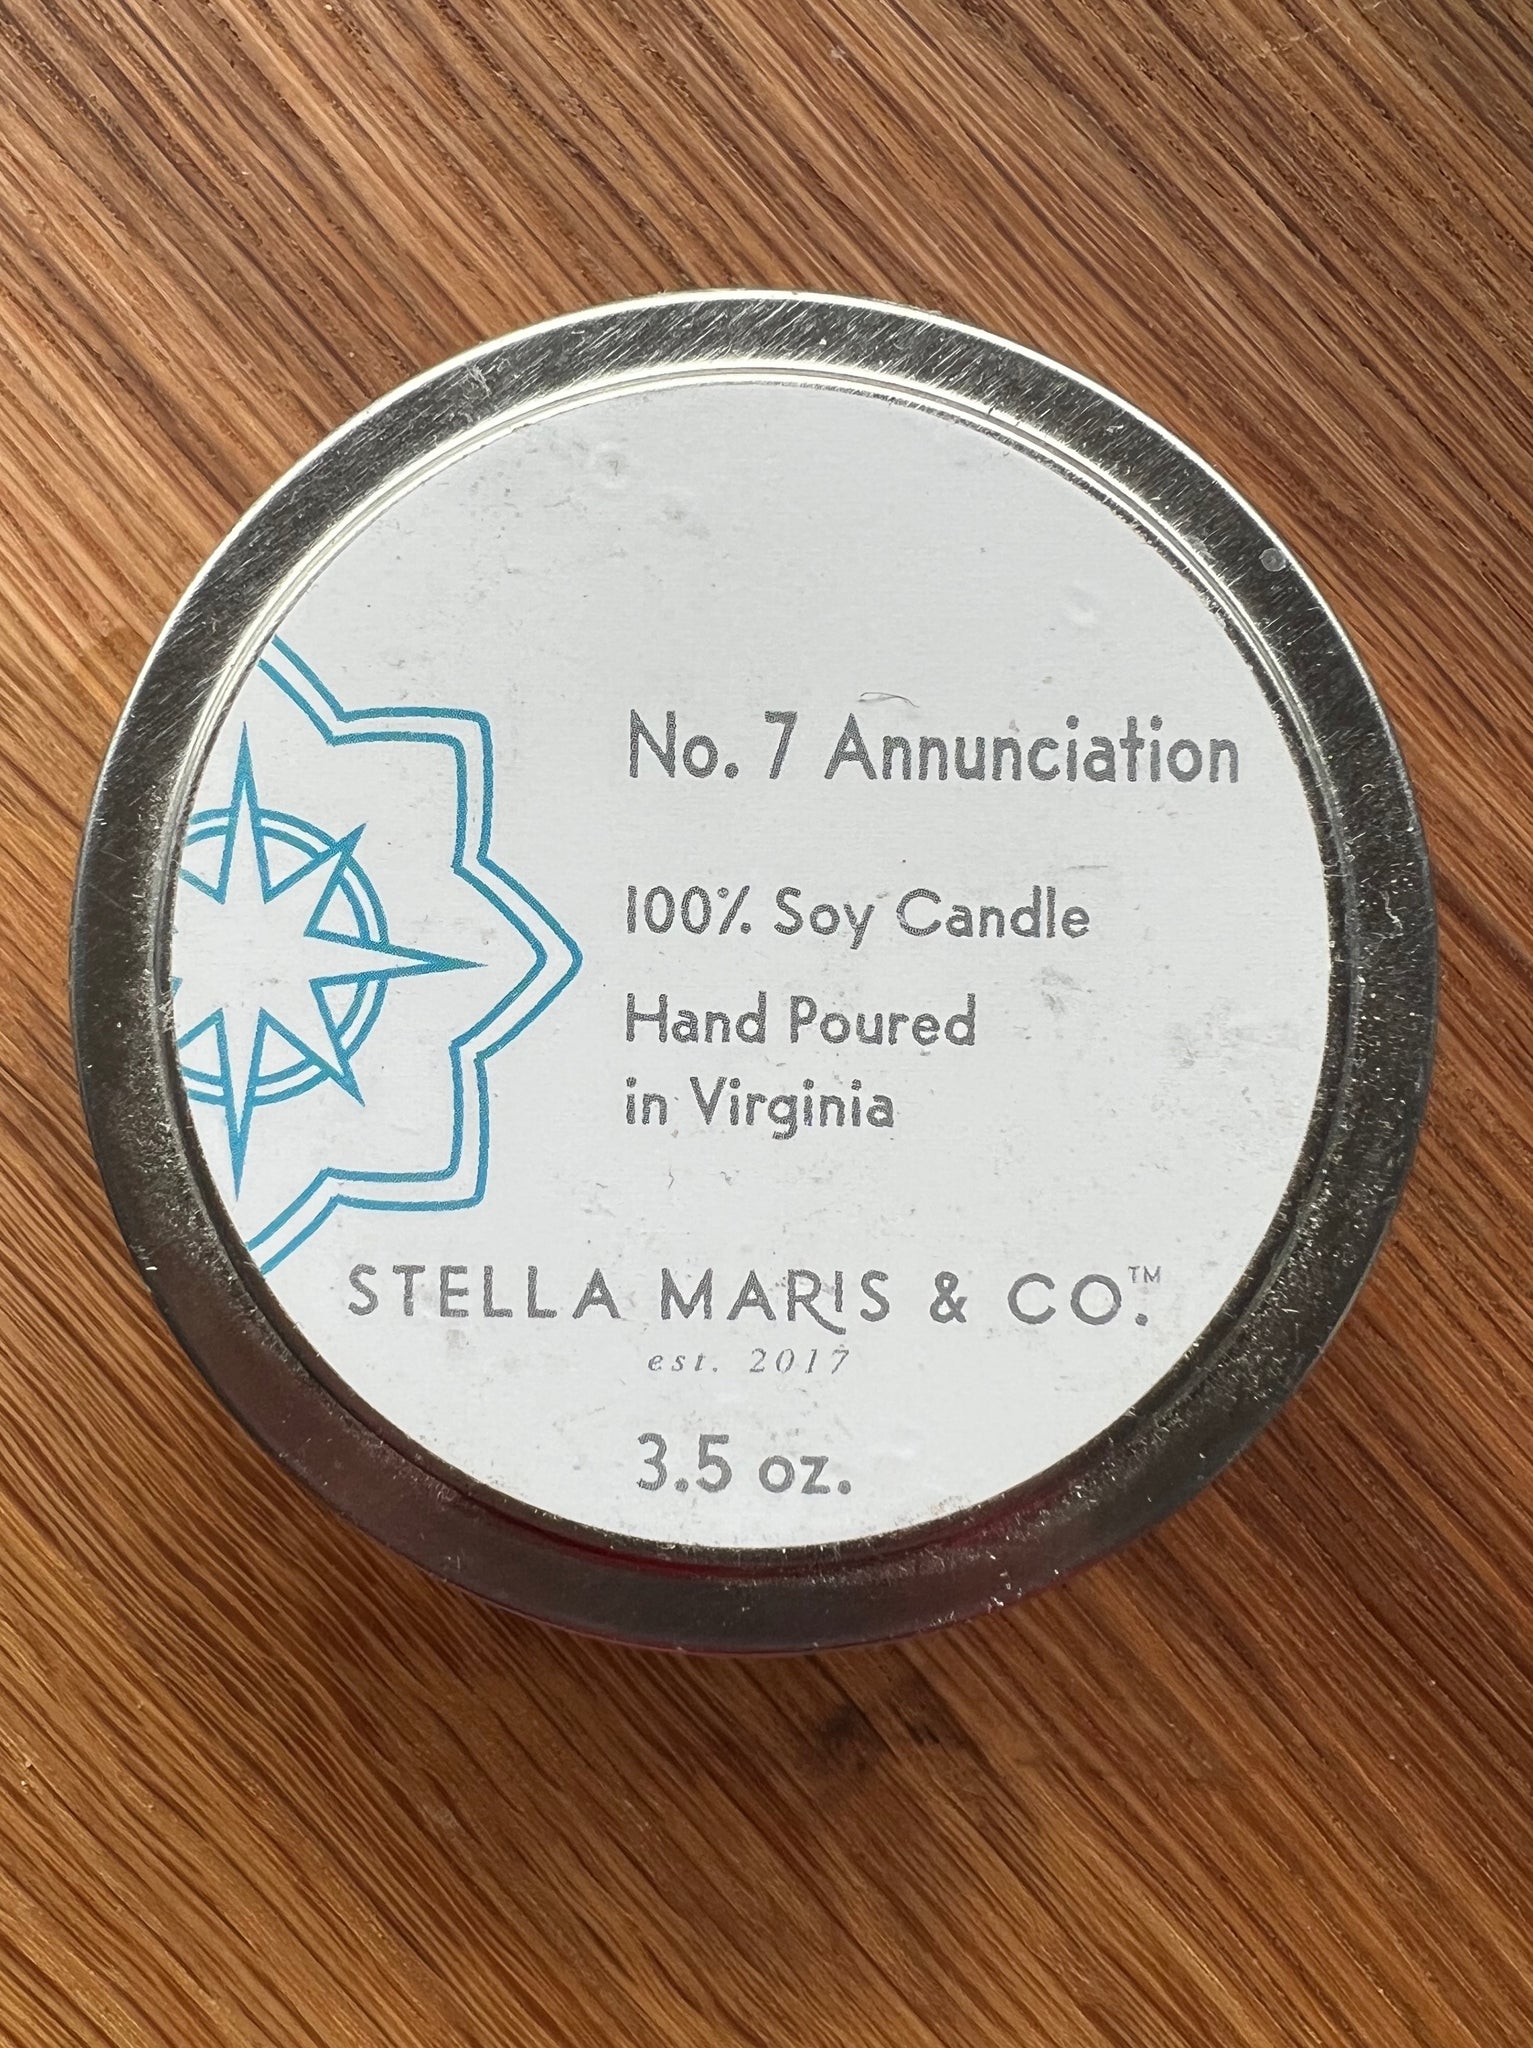 No. 7 Annunciation
100% Soy Candle
Hand Poured
in Virginia
STELLA MARIS & CO.™
est. 2017
3.5 oz.